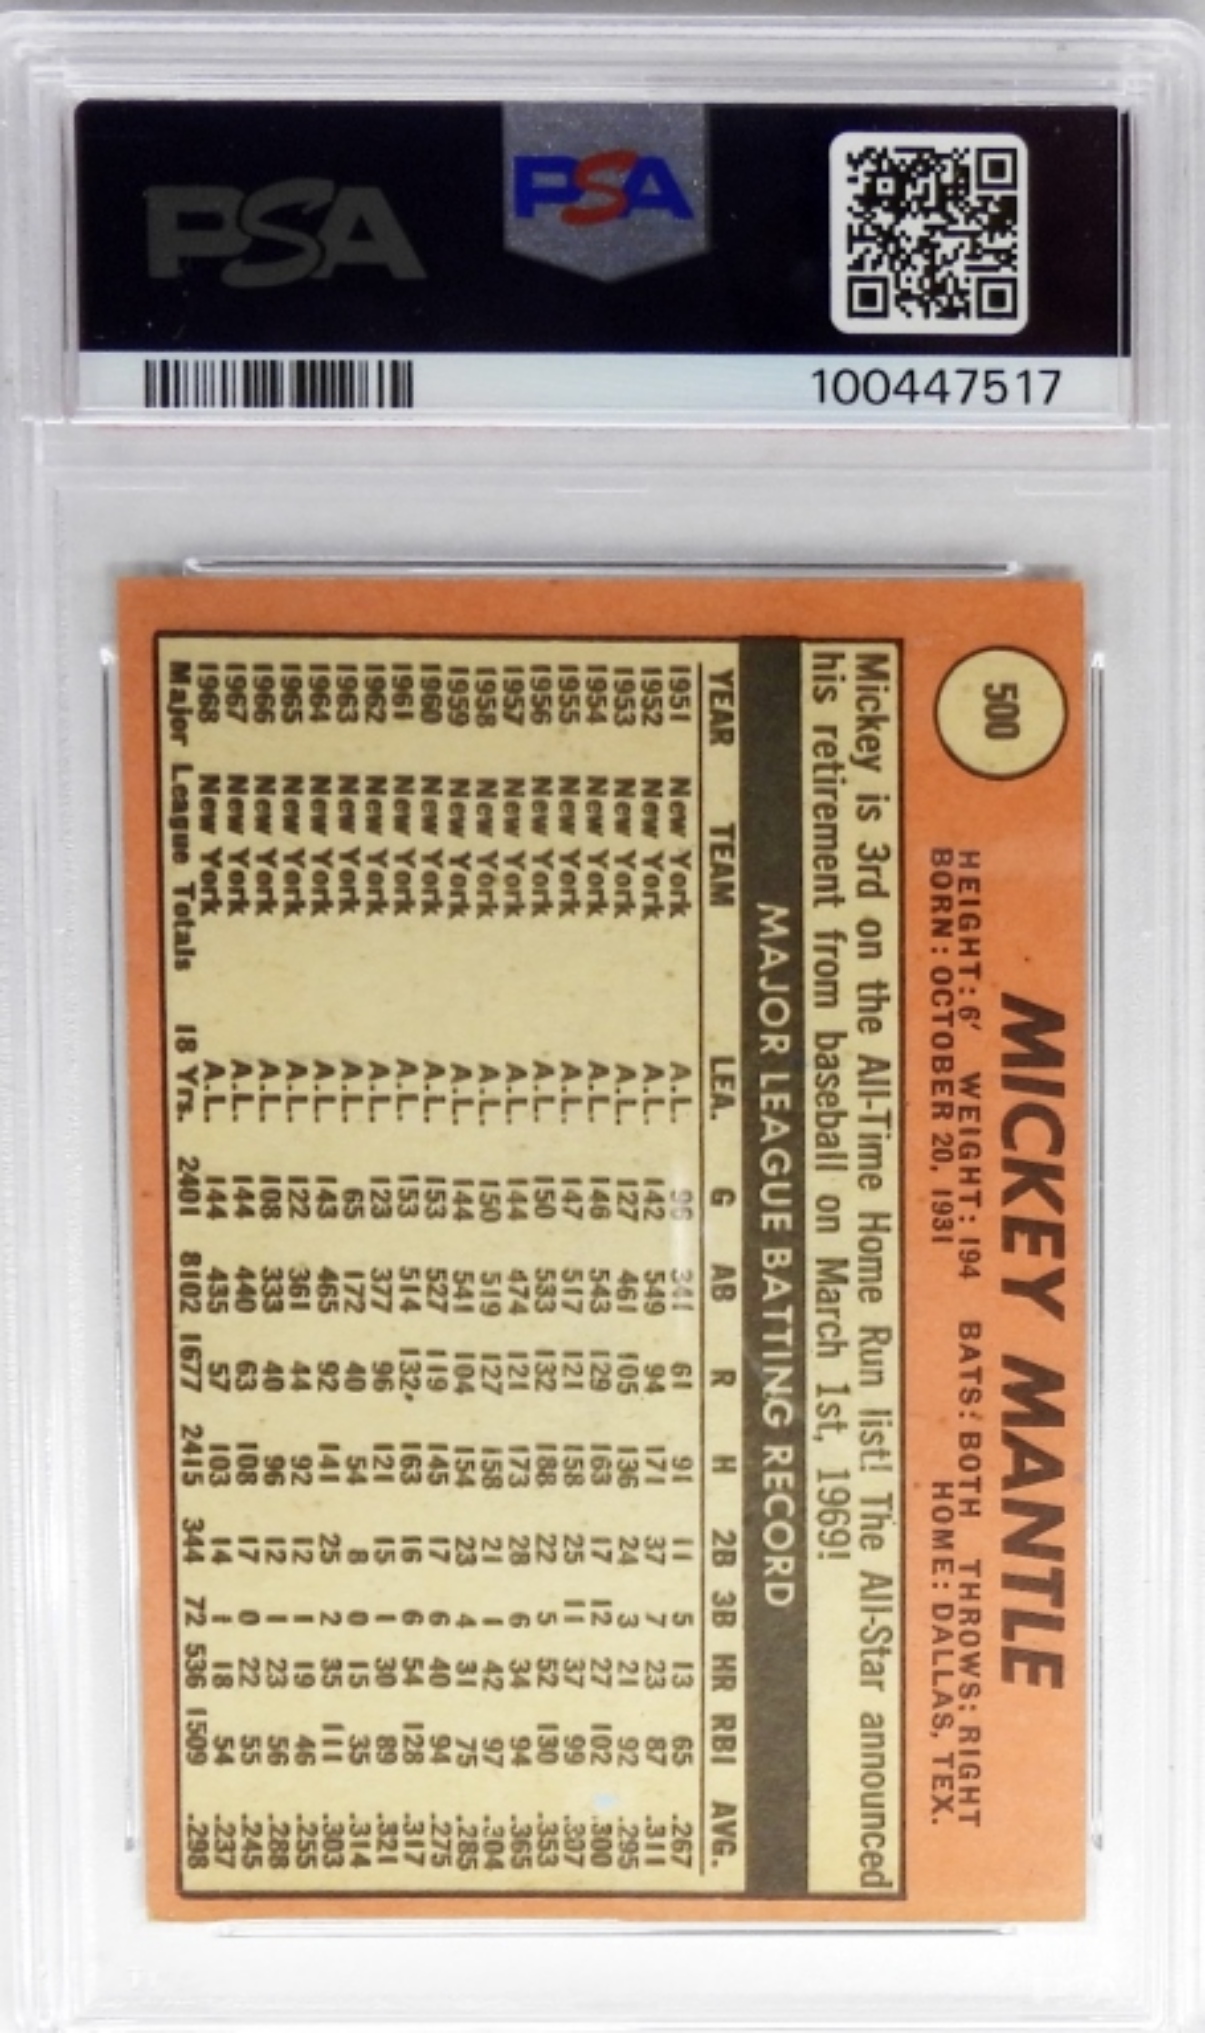 PSA
PSA
100447517
500
MICKEY MANTLE
HEIGHT: 6' WEIGHT: 194 BATS: BOTH THROWS: RIGHT
BORN: OCTOBER 20, 1931 HOME: DALLAS, TEX.
Mickey is 3rd on the All-Time Home Run list! The All-Star announced
his retirement from baseball on March 1st, 1969!
MAJOR LEAGUE BATTING RECORD
YEAR TEAM LEA. G AB R H 2B 3B HR RBI AVG.
1951 New York A.L. 96 341 61 91 11 5 13 65 .267
1952 New York A.L. 142 549 94 171 37 7 23 87 .311
1953 New York A.L. 127 461 105 136 24 3 21 92 .295
1954 New York A.L. 146 543 129 163 17 12 27 102 .300
1955 New York A.L. 147 517 121 158 25 11 37 99 .307
1956 New York A.L. 150 533 132 188 22 5 52 130 .353
1957 New York A.L. 144 474 121 173 28 6 34 94 .365
1958 New York A.L. 150 519 127 158 21 1 42 97 .304
1959 New York A.L. 144 541 104 154 23 4 31 75 .285
1960 New York A.L. 153 527 119 145 17 6 40 94 .275
1961 New York A.L. 153 514 132 163 16 6 54 128 .317
1962 New York A.L. 123 377 96 121 15 1 30 89 .321
1963 New York A.L. 65 172 40 54 8 0 15 35 .314
1964 New York A.L. 143 465 92 141 25 2 35 111 .303
1965 New York A.L. 122 361 44 92 12 1 19 46 .255
1966 New York A.L. 108 333 40 96 12 1 23 56 .288
1967 New York A.L. 144 440 63 108 17 0 22 55 .245
1968 New York A.L. 144 435 57 103 14 1 18 54 .237
Major League Totals 18 Yrs. 2401 8102 1677 2415 344 72 536 1509 .298